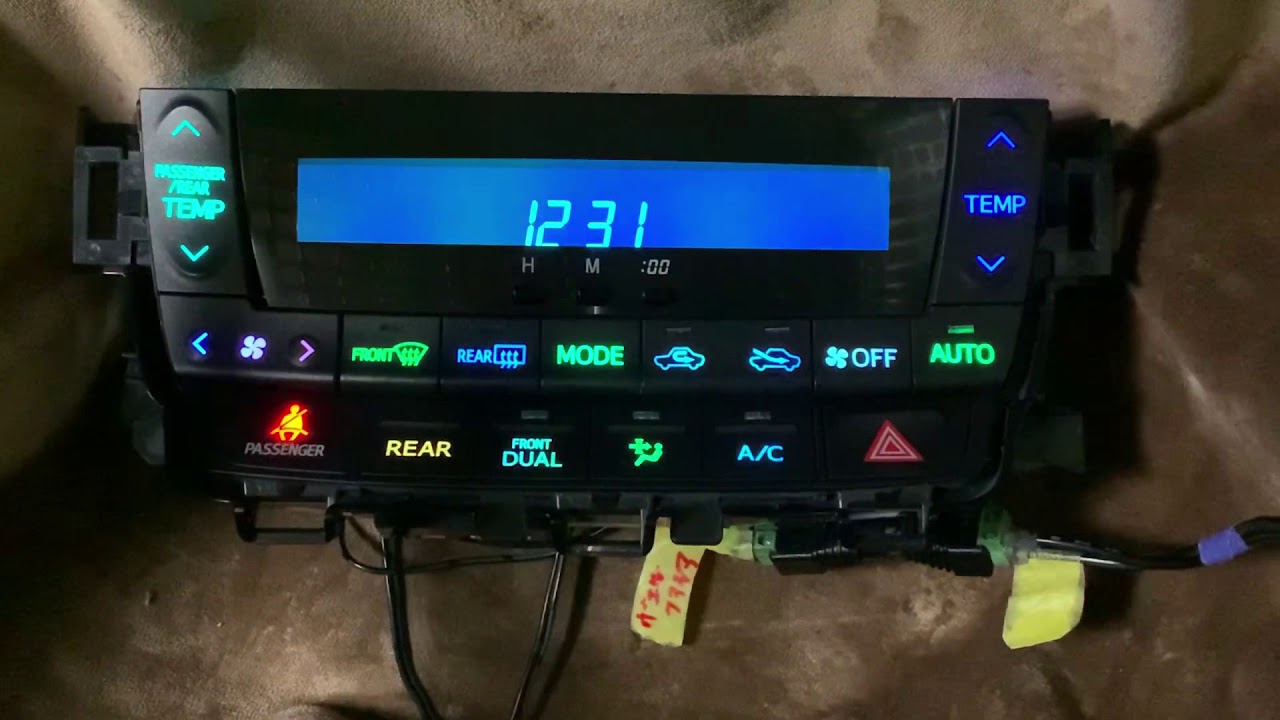 PASSENGER
/REAR
TEMP
12 31
TEMP
H M :00
FRONT
REAR
MODE
OFF
AUTO
PASSENGER
REAR
FRONT
DUAL
A/C